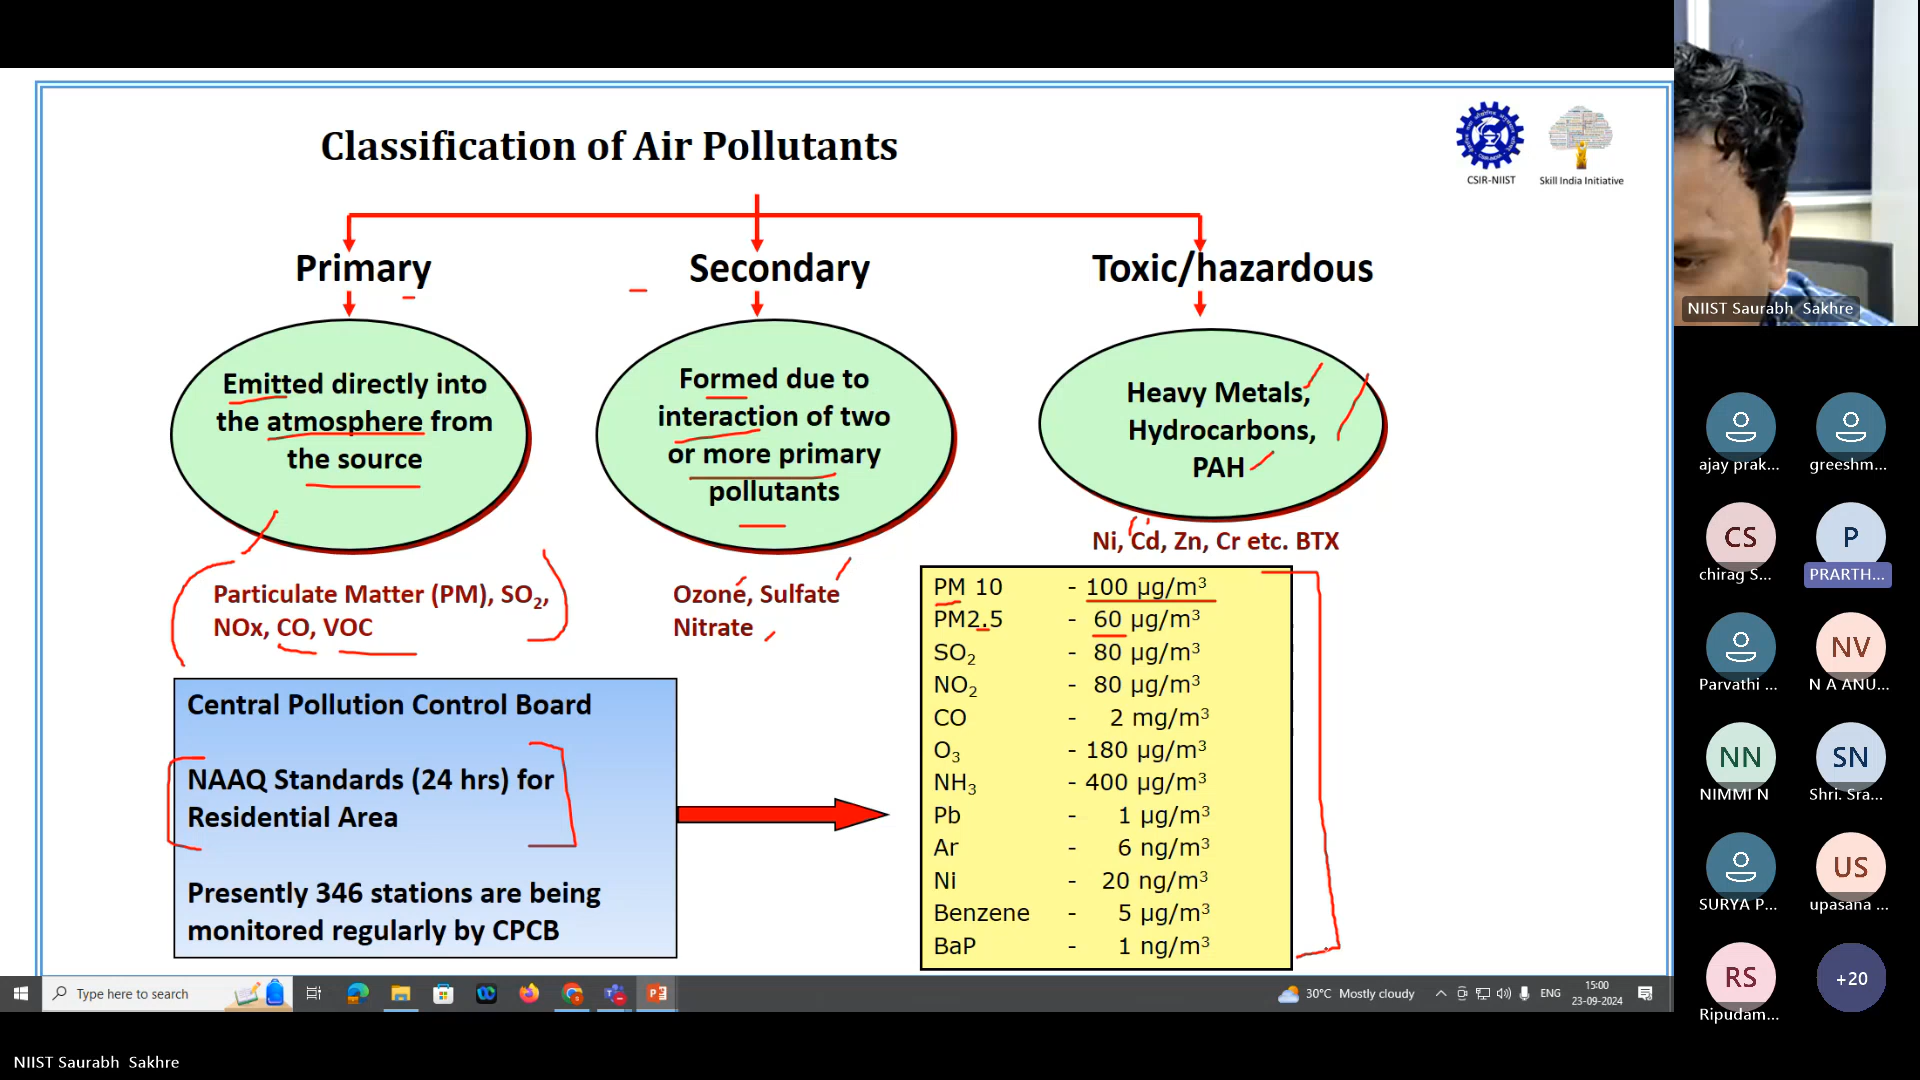 Classification of Air Pollutants
CSIR-NIIST
Skill India Initiative
Primary
Secondary
Toxic/hazardous
Emitted directly into
the atmosphere from
the source
Formed due to
interaction of two
or more primary
pollutants
Heavy Metals,
Hydrocarbons,
PAH
Particulate Matter (PM), SO2,
NOx, CO, VOC
Ozone, Sulfate
Nitrate
Ni, Cd, Zn, Cr etc. BTX
Central Pollution Control Board
NAAQ Standards (24 hrs) for
Residential Area
Presently 346 stations are being
monitored regularly by CPCB
PM 10 - 100 µg/m³
PM2.5 - 60 µg/m³
SO2 - 80 µg/m³
NO2 - 80 µg/m³
CO - 2 mg/m³
O3 - 180 µg/m³
NH3 - 400 µg/m³
Pb - 1 µg/m³
Ar - 6 ng/m³
Ni - 20 ng/m³
Benzene - 5 µg/m³
BaP - 1 ng/m³
NIIST Saurabh Sakhre
ajay prak...
greeshm...
CS
chirag S...
P
PRARTH...
Parvathi ...
NV
N A ANU...
NN
NIMMI N
SN
Shri. Sra...
SURYA P...
US
upasana ...
RS
Ripudam...
+20
Type here to search
30°C Mostly cloudy
ENG
15:00
23-09-2024
NIIST Saurabh Sakhre